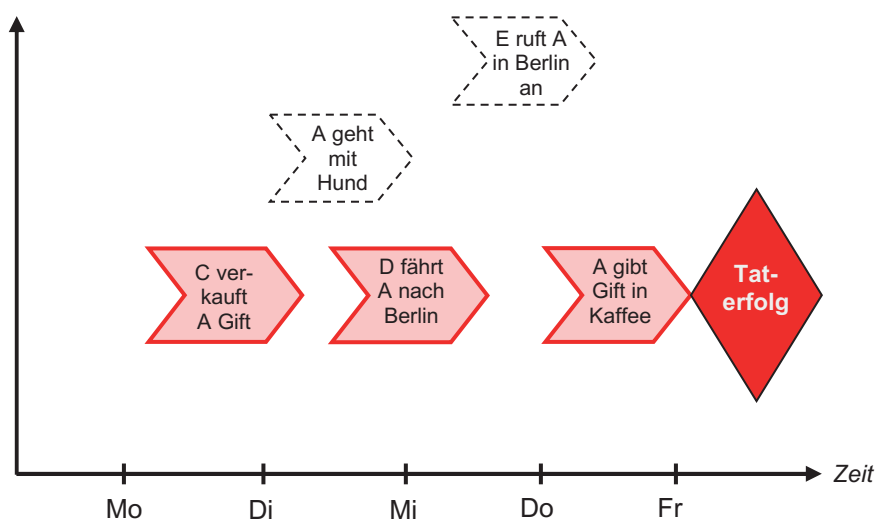 E ruft A
in Berlin
an
A geht
mit
Hund
C ver-
kauft
A Gift
D fährt
A nach
Berlin
A gibt
Gift in
Kaffee
Tat-
erfolg
Zeit
Mo
Di
Mi
Do
Fr